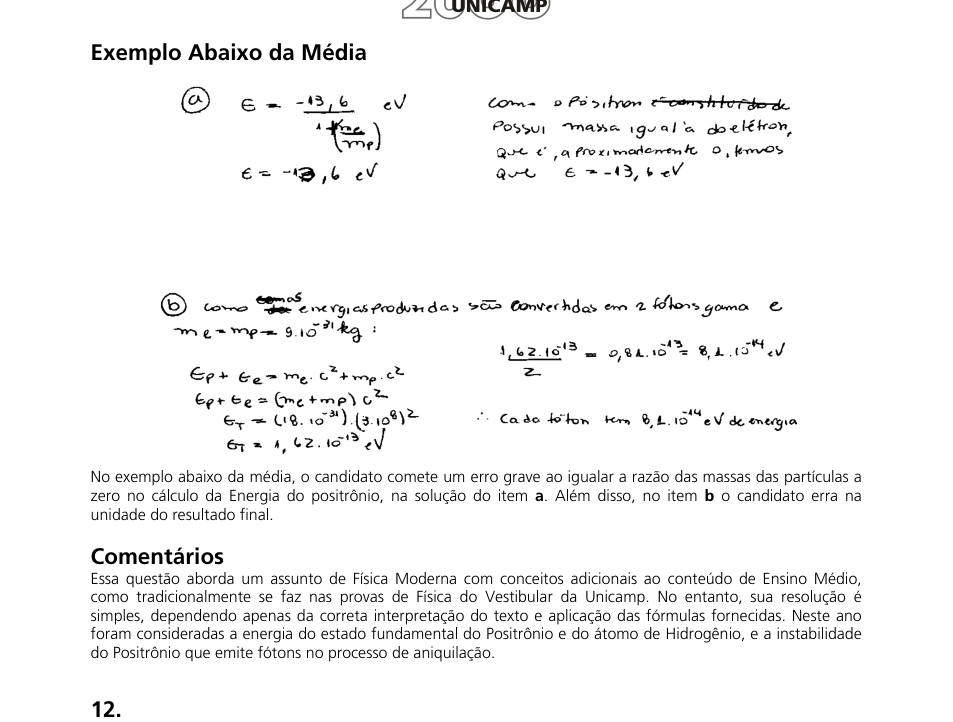 UNICAMP
Exemplo Abaixo da Média
a E = -13,6 eV
1+(me/mp)
E = -13,6 eV
como o Pósitron é constituido de
Possui massa igual a do elétron,
que é, aproximadamente 0, temos
que E = -13,6 eV
b como energias produzidas são convertidas em 2 fótons gama e
me = mp = 9.10⁻³¹ kg :
Ep + Ee = me.c² + mp.c²
Ep + Ee = (me + mp) c²
ET = (18.10⁻³¹).(3.10⁸)²
ET = 1,62.10⁻¹³ eV
1,62.10⁻¹³ = 0,81.10⁻¹³ = 8,1.10⁻¹⁴ eV
2
∴ Cada fóton tem 8,1.10⁻¹⁴ eV de energia
No exemplo abaixo da média, o candidato comete um erro grave ao igualar a razão das massas das partículas a
zero no cálculo da Energia do positrônio, na solução do item a. Além disso, no item b o candidato erra na
unidade do resultado final.
Comentários
Essa questão aborda um assunto de Física Moderna com conceitos adicionais ao conteúdo de Ensino Médio,
como tradicionalmente se faz nas provas de Física do Vestibular da Unicamp. No entanto, sua resolução é
simples, dependendo apenas da correta interpretação do texto e aplicação das fórmulas fornecidas. Neste ano
foram consideradas a energia do estado fundamental do Positrônio e do átomo de Hidrogênio, e a instabilidade
do Positrônio que emite fótons no processo de aniquilação.
12.